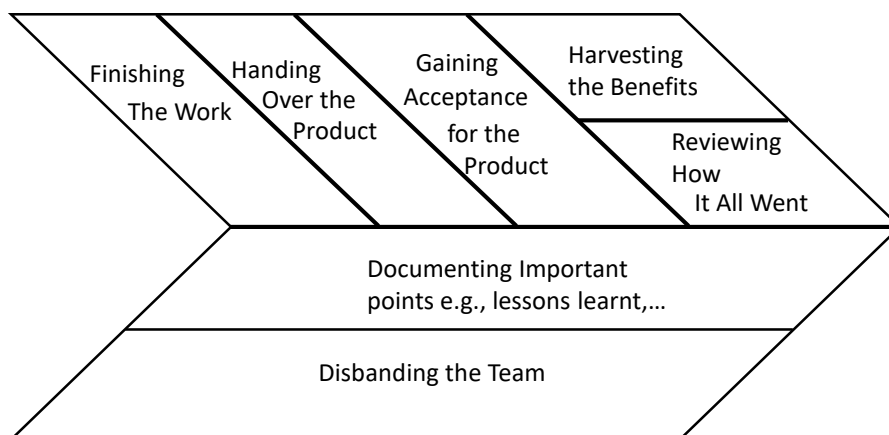 Finishing
The Work
Handing
Over the
Product
Gaining
Acceptance
for the
Product
Harvesting
the Benefits
Reviewing
How
It All Went
Documenting Important
points e.g., lessons learnt,...
Disbanding the Team